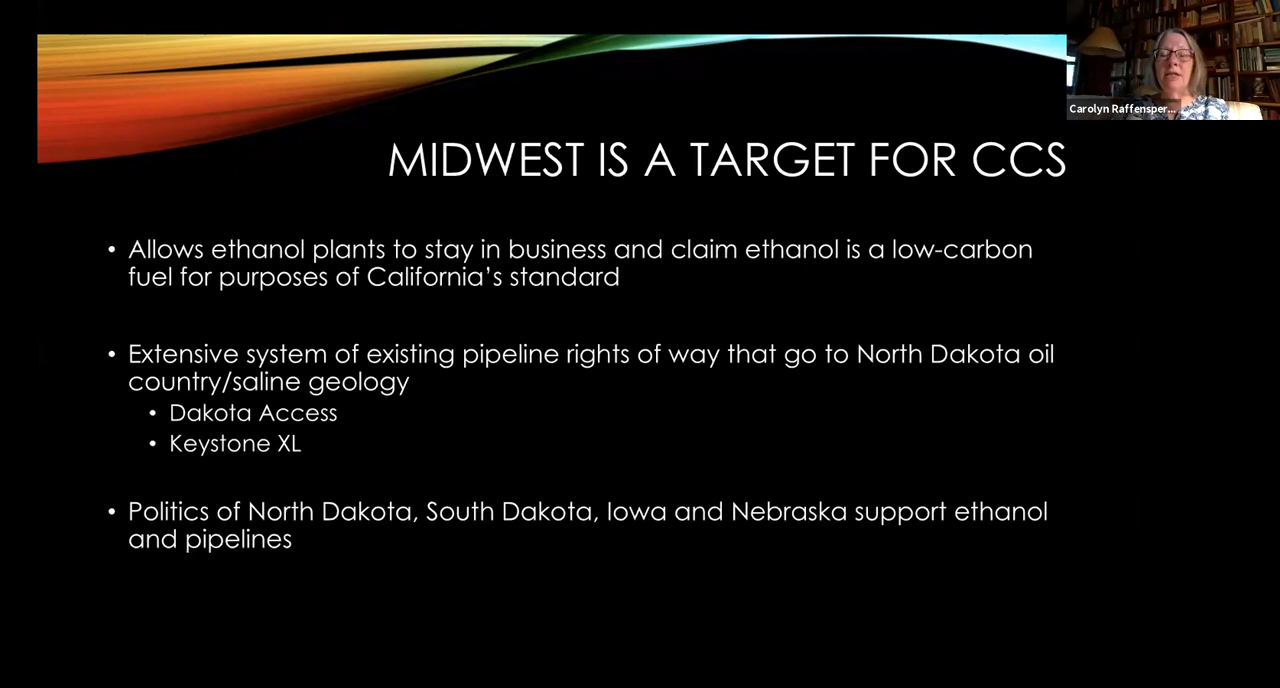 Carolyn Raffensper...
MIDWEST IS A TARGET FOR CCS
• Allows ethanol plants to stay in business and claim ethanol is a low-carbon
fuel for purposes of California’s standard
• Extensive system of existing pipeline rights of way that go to North Dakota oil
country/saline geology
• Dakota Access
• Keystone XL
• Politics of North Dakota, South Dakota, Iowa and Nebraska support ethanol
and pipelines